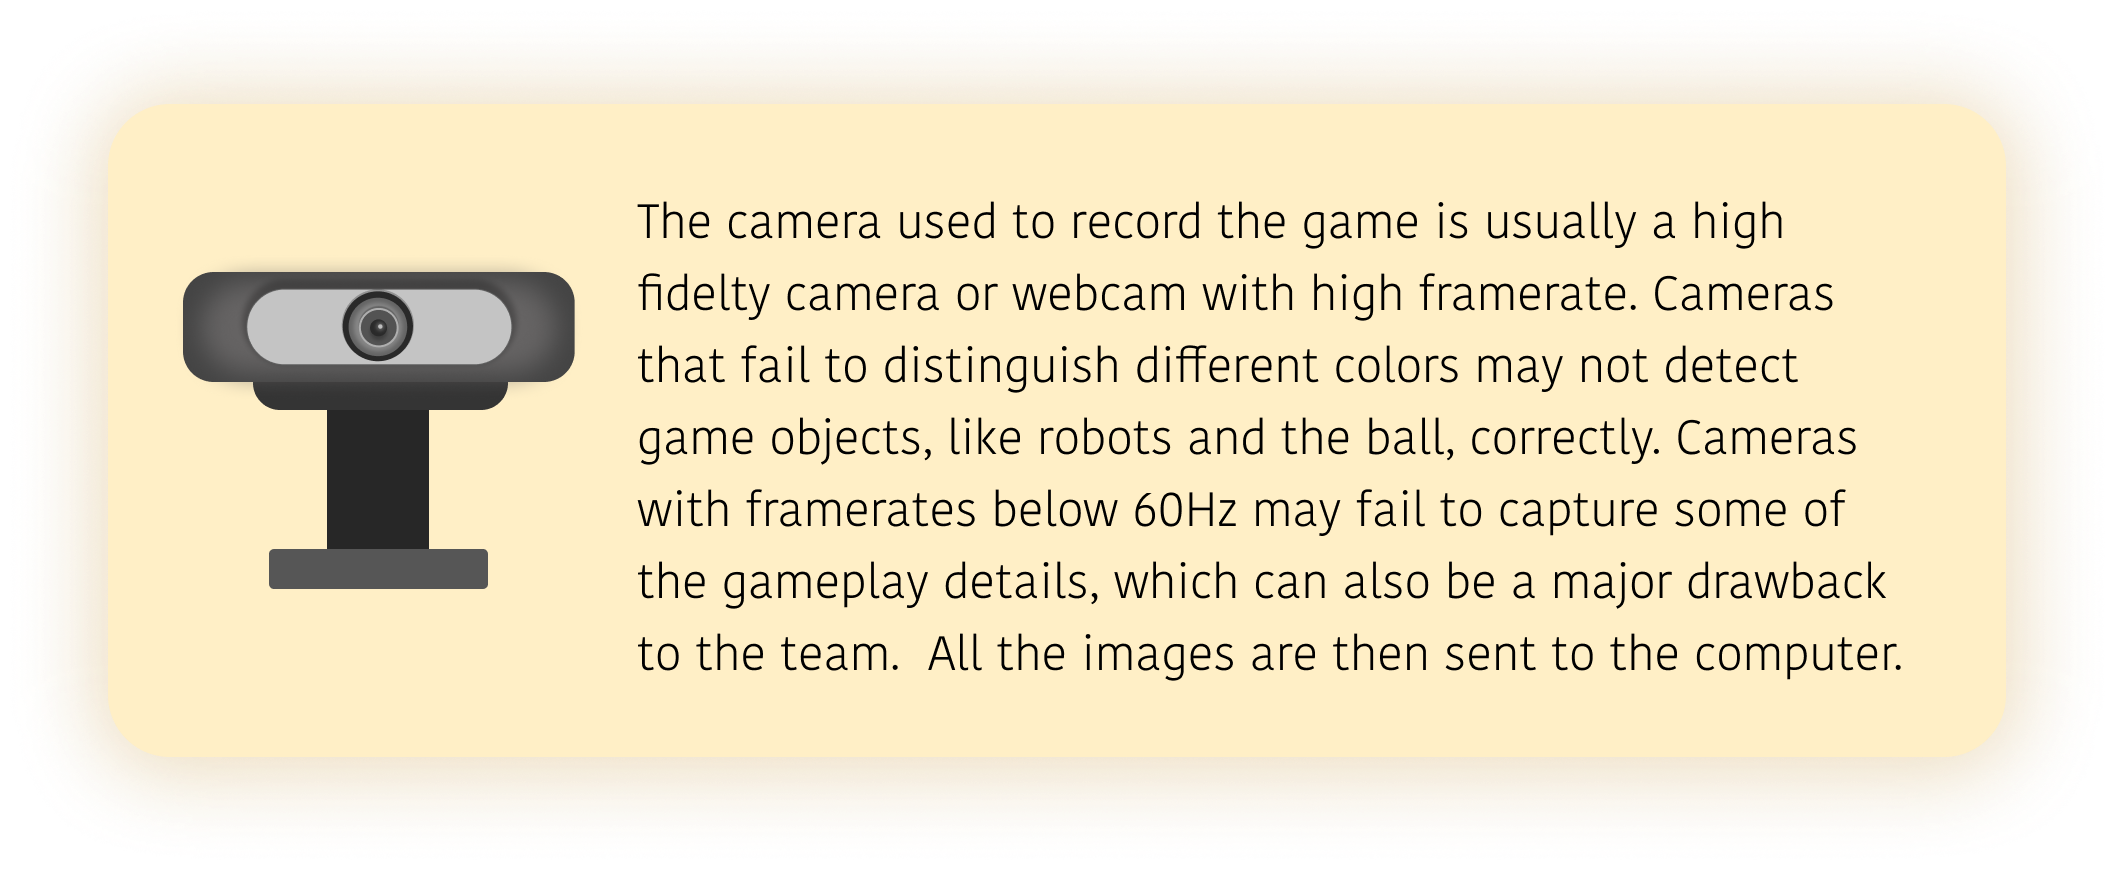 The camera used to record the game is usually a high
fidelty camera or webcam with high framerate. Cameras
that fail to distinguish different colors may not detect
game objects, like robots and the ball, correctly. Cameras
with framerates below 60Hz may fail to capture some of
the gameplay details, which can also be a major drawback
to the team.  All the images are then sent to the computer.